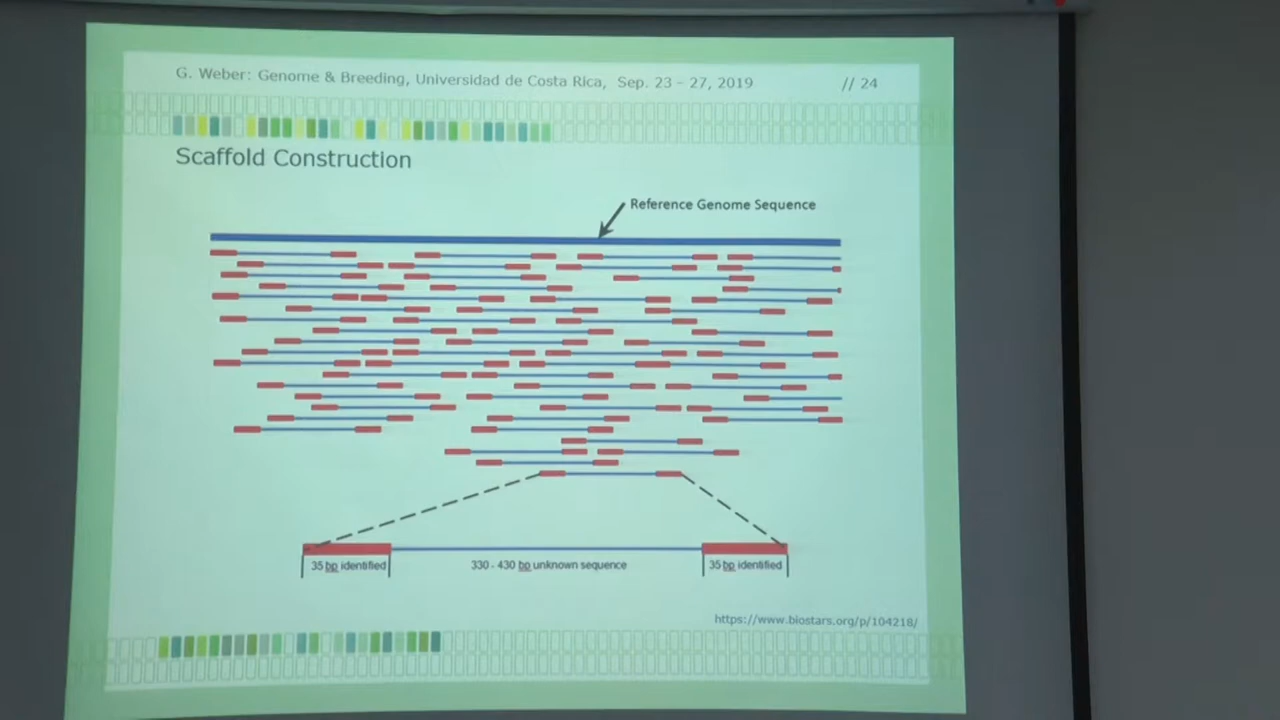 G. Weber: Genome & Breeding, Universidad de Costa Rica, Sep. 23 - 27, 2019 // 24
Scaffold Construction
Reference Genome Sequence
35 bp identified 330 - 430 bp unknown sequence 35 bp identified
https://www.biostars.org/p/104218/